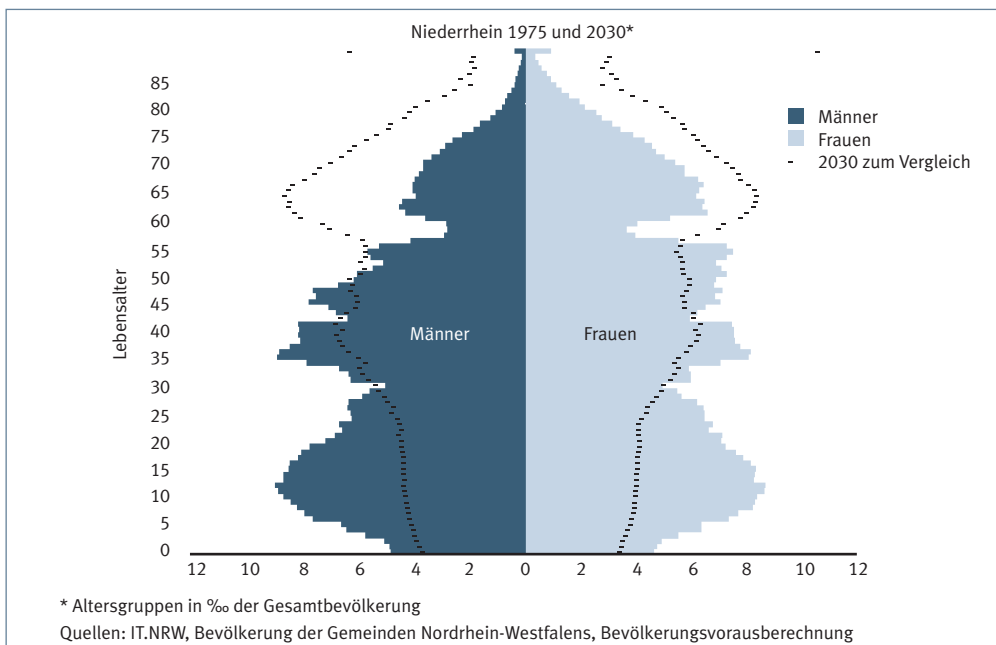 Niederrhein 1975 und 2030*
Männer
Frauen
2030 zum Vergleich
Lebensalter
85
80
75
70
65
60
55
50
45
40
35
30
25
20
15
10
5
0
Männer
Frauen
12 10 8 6 4 2 0 2 4 6 8 10 12
* Altersgruppen in ‰ der Gesamtbevölkerung
Quellen: IT.NRW, Bevölkerung der Gemeinden Nordrhein-Westfalens, Bevölkerungsvorausberechnung